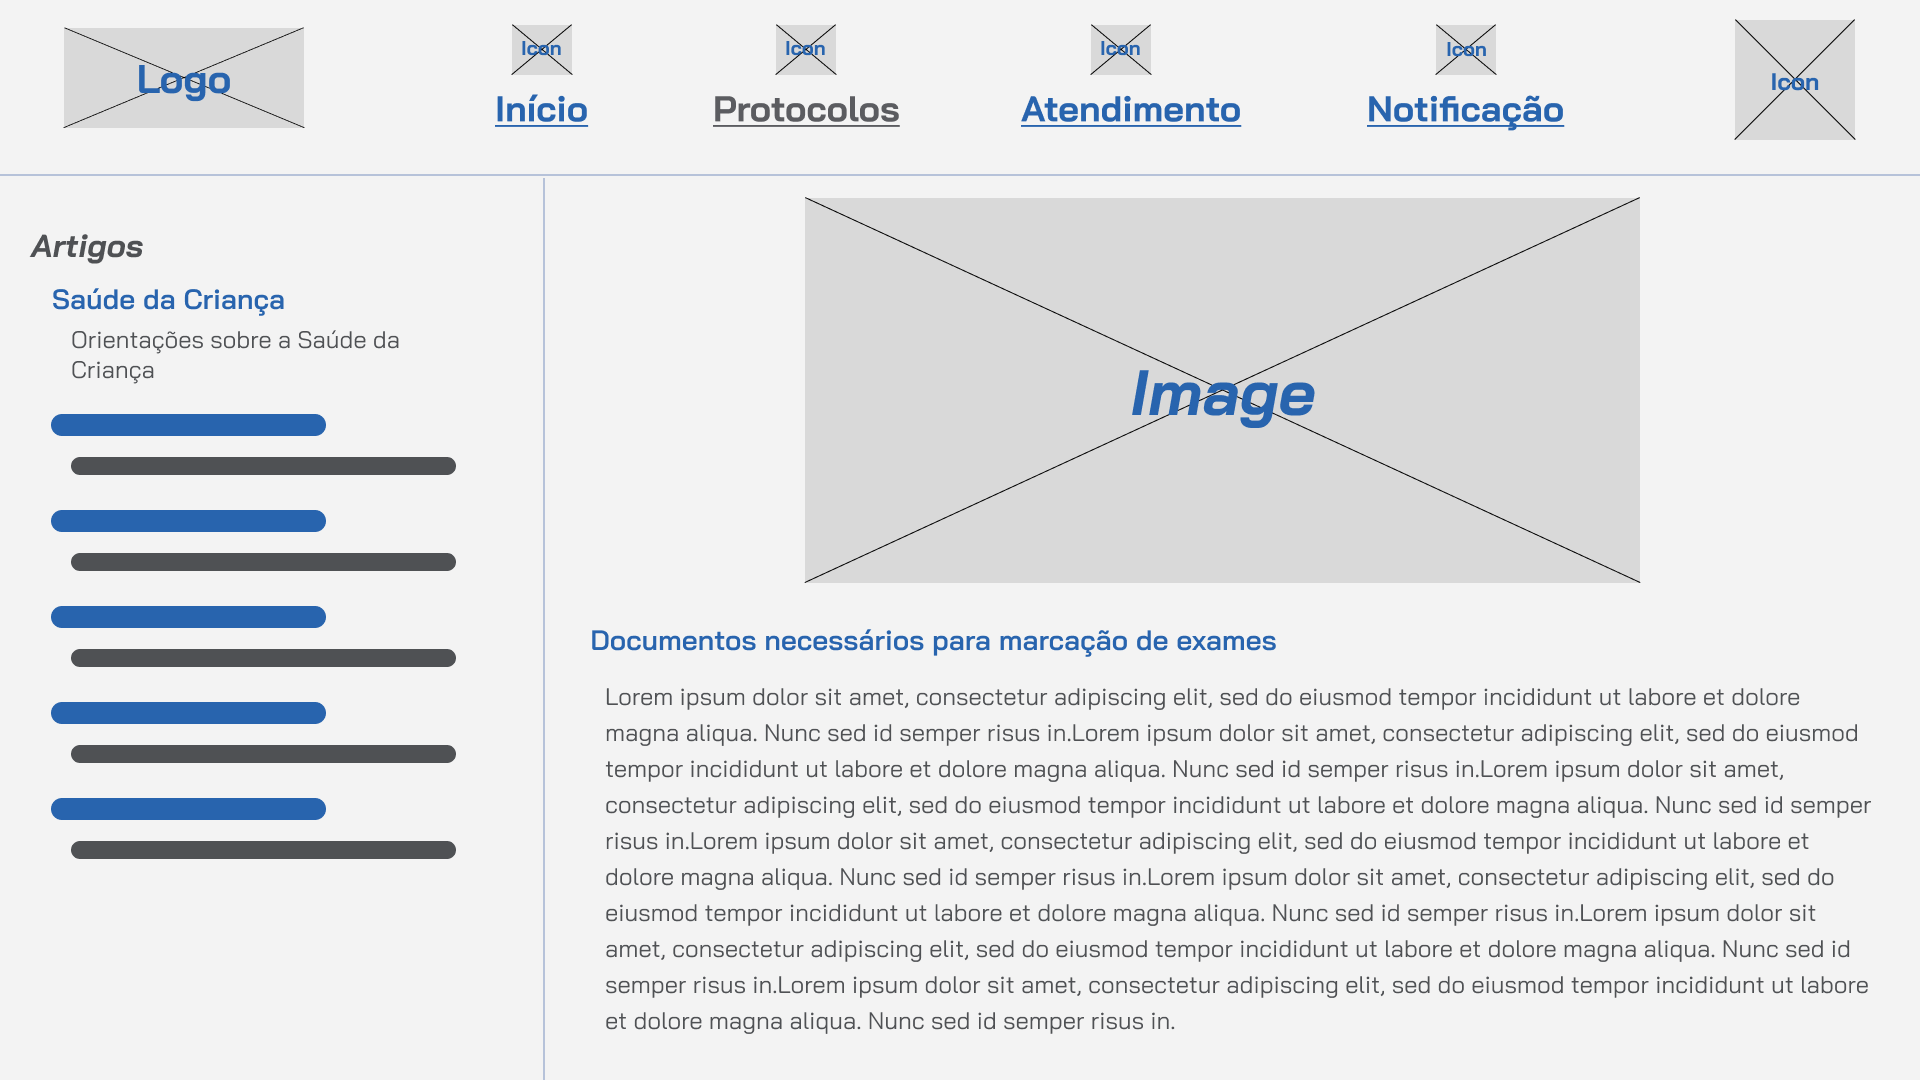 Logo
Icon
Icon
Icon
Icon
Icon
Início
Protocolos
Atendimento
Notificação
Artigos
Saúde da Criança
Orientações sobre a Saúde da
Criança
Image
Documentos necessários para marcação de exames
Lorem ipsum dolor sit amet, consectetur adipiscing elit, sed do eiusmod tempor incididunt ut labore et dolore
magna aliqua. Nunc sed id semper risus in.Lorem ipsum dolor sit amet, consectetur adipiscing elit, sed do eiusmod
tempor incididunt ut labore et dolore magna aliqua. Nunc sed id semper risus in.Lorem ipsum dolor sit amet,
consectetur adipiscing elit, sed do eiusmod tempor incididunt ut labore et dolore magna aliqua. Nunc sed id semper
risus in.Lorem ipsum dolor sit amet, consectetur adipiscing elit, sed do eiusmod tempor incididunt ut labore et
dolore magna aliqua. Nunc sed id semper risus in.Lorem ipsum dolor sit amet, consectetur adipiscing elit, sed do
eiusmod tempor incididunt ut labore et dolore magna aliqua. Nunc sed id semper risus in.Lorem ipsum dolor sit
amet, consectetur adipiscing elit, sed do eiusmod tempor incididunt ut labore et dolore magna aliqua. Nunc sed id
semper risus in.Lorem ipsum dolor sit amet, consectetur adipiscing elit, sed do eiusmod tempor incididunt ut labore
et dolore magna aliqua. Nunc sed id semper risus in.